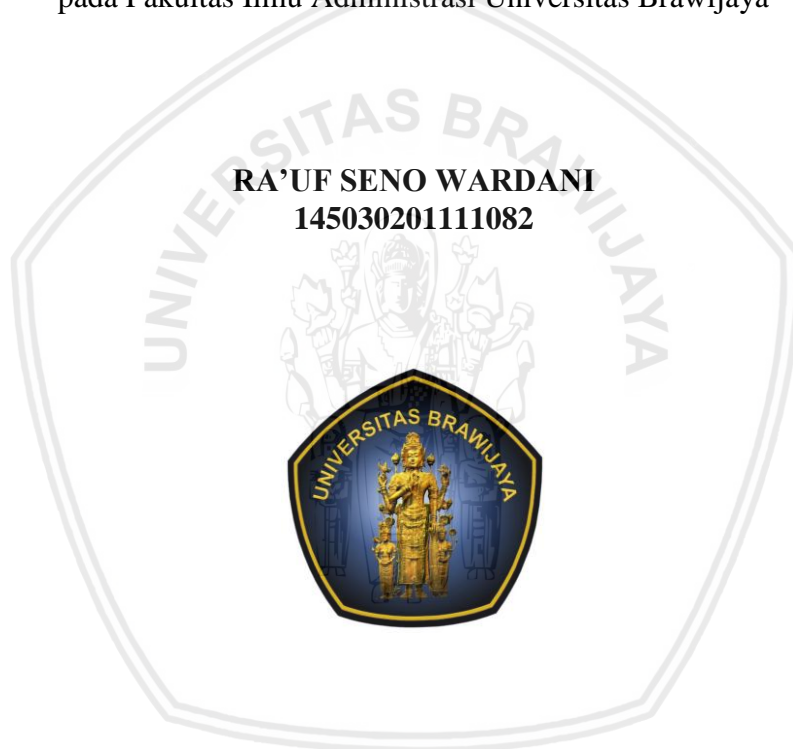 pada Fakultas Ilmu Administrasi Universitas Brawijaya
UNIVERSITAS BRAWIJAYA
RA’UF SENO WARDANI
145030201111082
UNIVERSITAS BRAWIJAYA